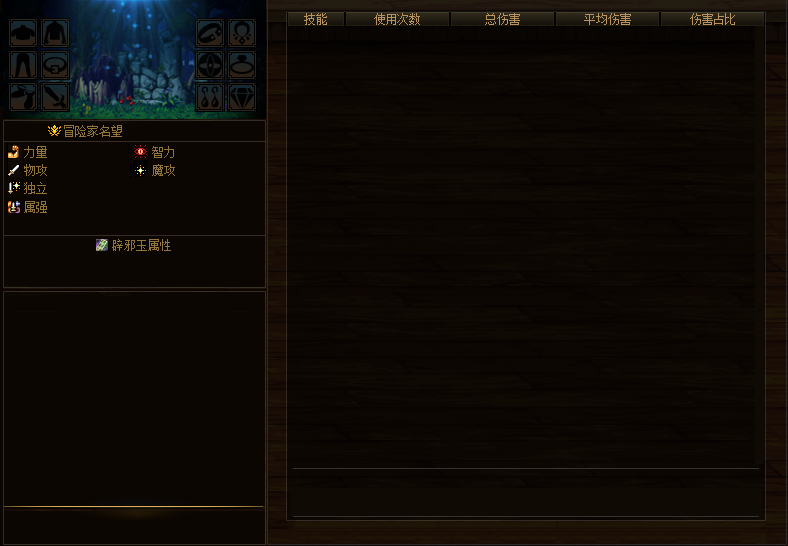 技能 使用次数 总伤害 平均伤害 伤害占比
冒险家名望
力量 智力
物攻 魔攻
独立
属强
辟邪玉属性